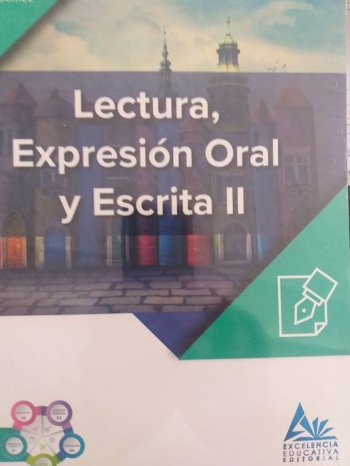 Lectura,
Expresión Oral
y Escrita II
EXCELENCIA
EDUCATIVA
EDITORIAL